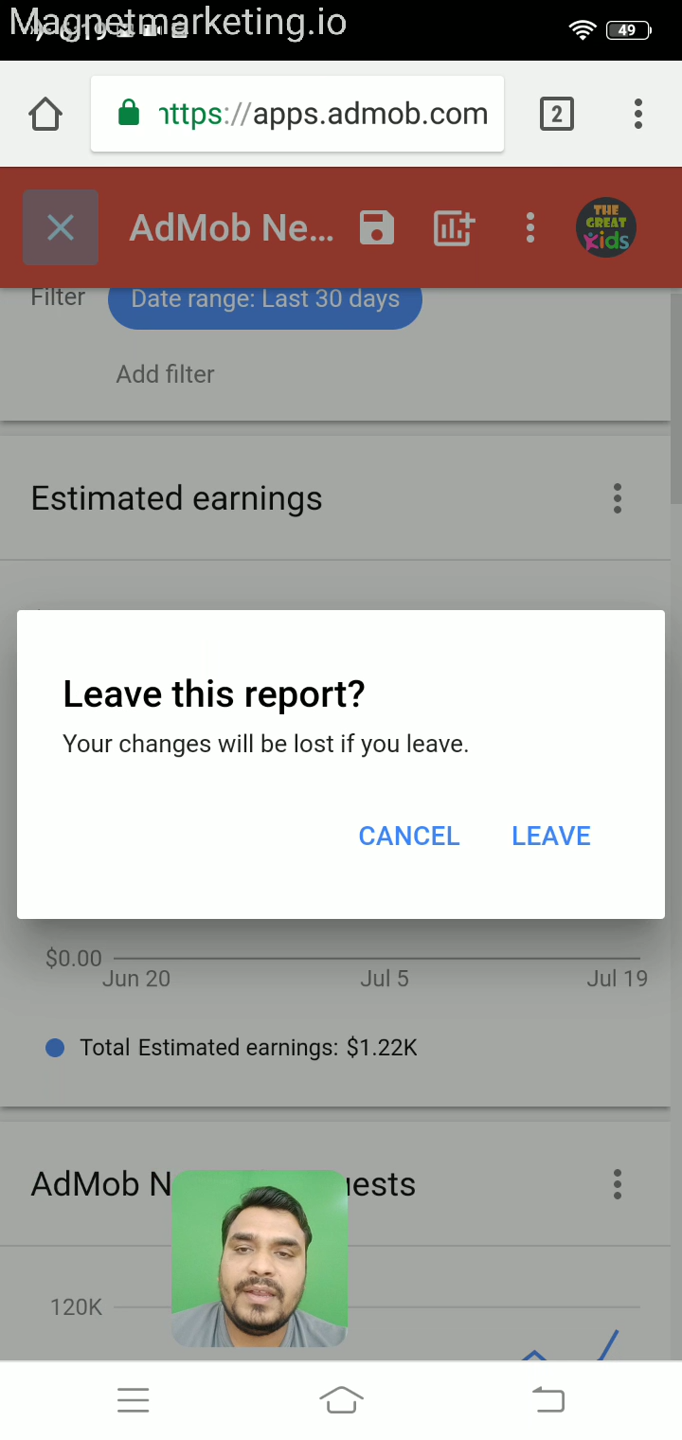 Magnetmarketing.io
49
https://apps.admob.com
2
AdMob Ne...
THE
GREAT
Kids
Filter
Date range: Last 30 days
Add filter
Estimated earnings
Leave this report?
Your changes will be lost if you leave.
CANCEL
LEAVE
$0.00
Jun 20
Jul 5
Jul 19
Total Estimated earnings: $1.22K
AdMob N
ests
120K